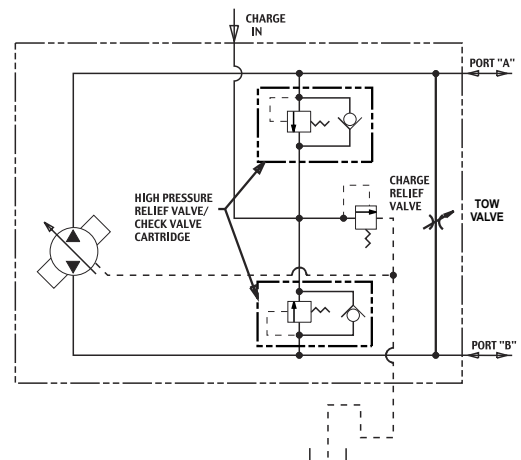 CHARGE
IN
PORT "A"
CHARGE
RELIEF
VALVE
HIGH PRESSURE
RELIEF VALVE/
CHECK VALVE
CARTRIDGE
TOW
VALVE
PORT "B"